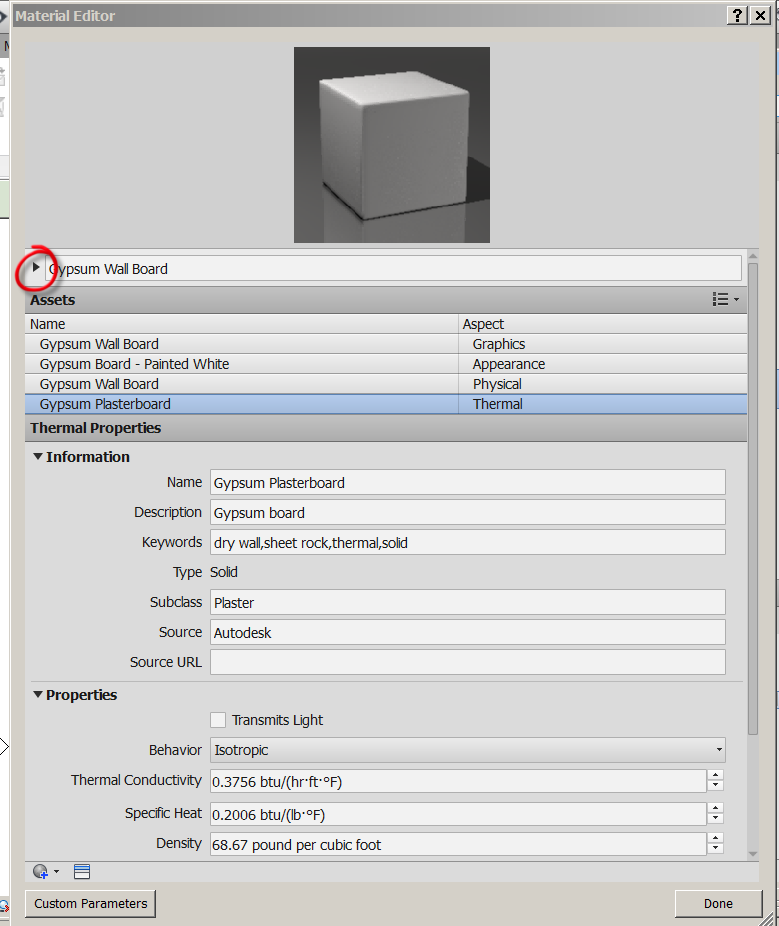 Material Editor
?
Gypsum Wall Board
Assets
Name Aspect
Gypsum Wall Board Graphics
Gypsum Board - Painted White Appearance
Gypsum Wall Board Physical
Gypsum Plasterboard Thermal
Thermal Properties
Information
Name Gypsum Plasterboard
Description Gypsum board
Keywords dry wall,sheet rock,thermal,solid
Type Solid
Subclass Plaster
Source Autodesk
Source URL
Properties
Transmits Light
Behavior Isotropic
Thermal Conductivity 0.3756 btu/(hr·ft·°F)
Specific Heat 0.2006 btu/(lb·°F)
Density 68.67 pound per cubic foot
Custom Parameters Done